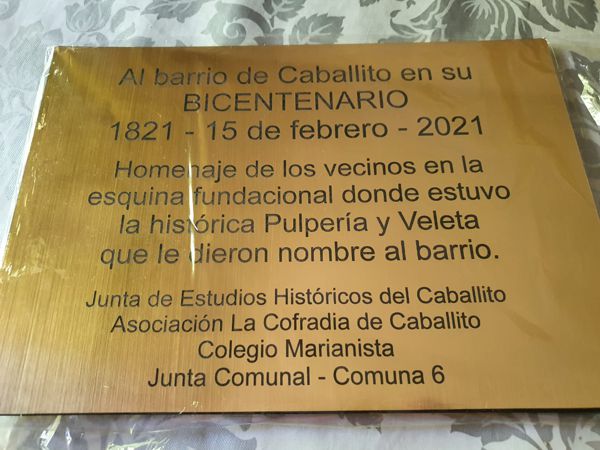 Al barrio de Caballito en su
BICENTENARIO
1821 - 15 de febrero - 2021
Homenaje de los vecinos en la
esquina fundacional donde estuvo
la histórica Pulpería y Veleta
que le dieron nombre al barrio.
Junta de Estudios Históricos del Caballito
Asociación La Cofradia de Caballito
Colegio Marianista
Junta Comunal - Comuna 6